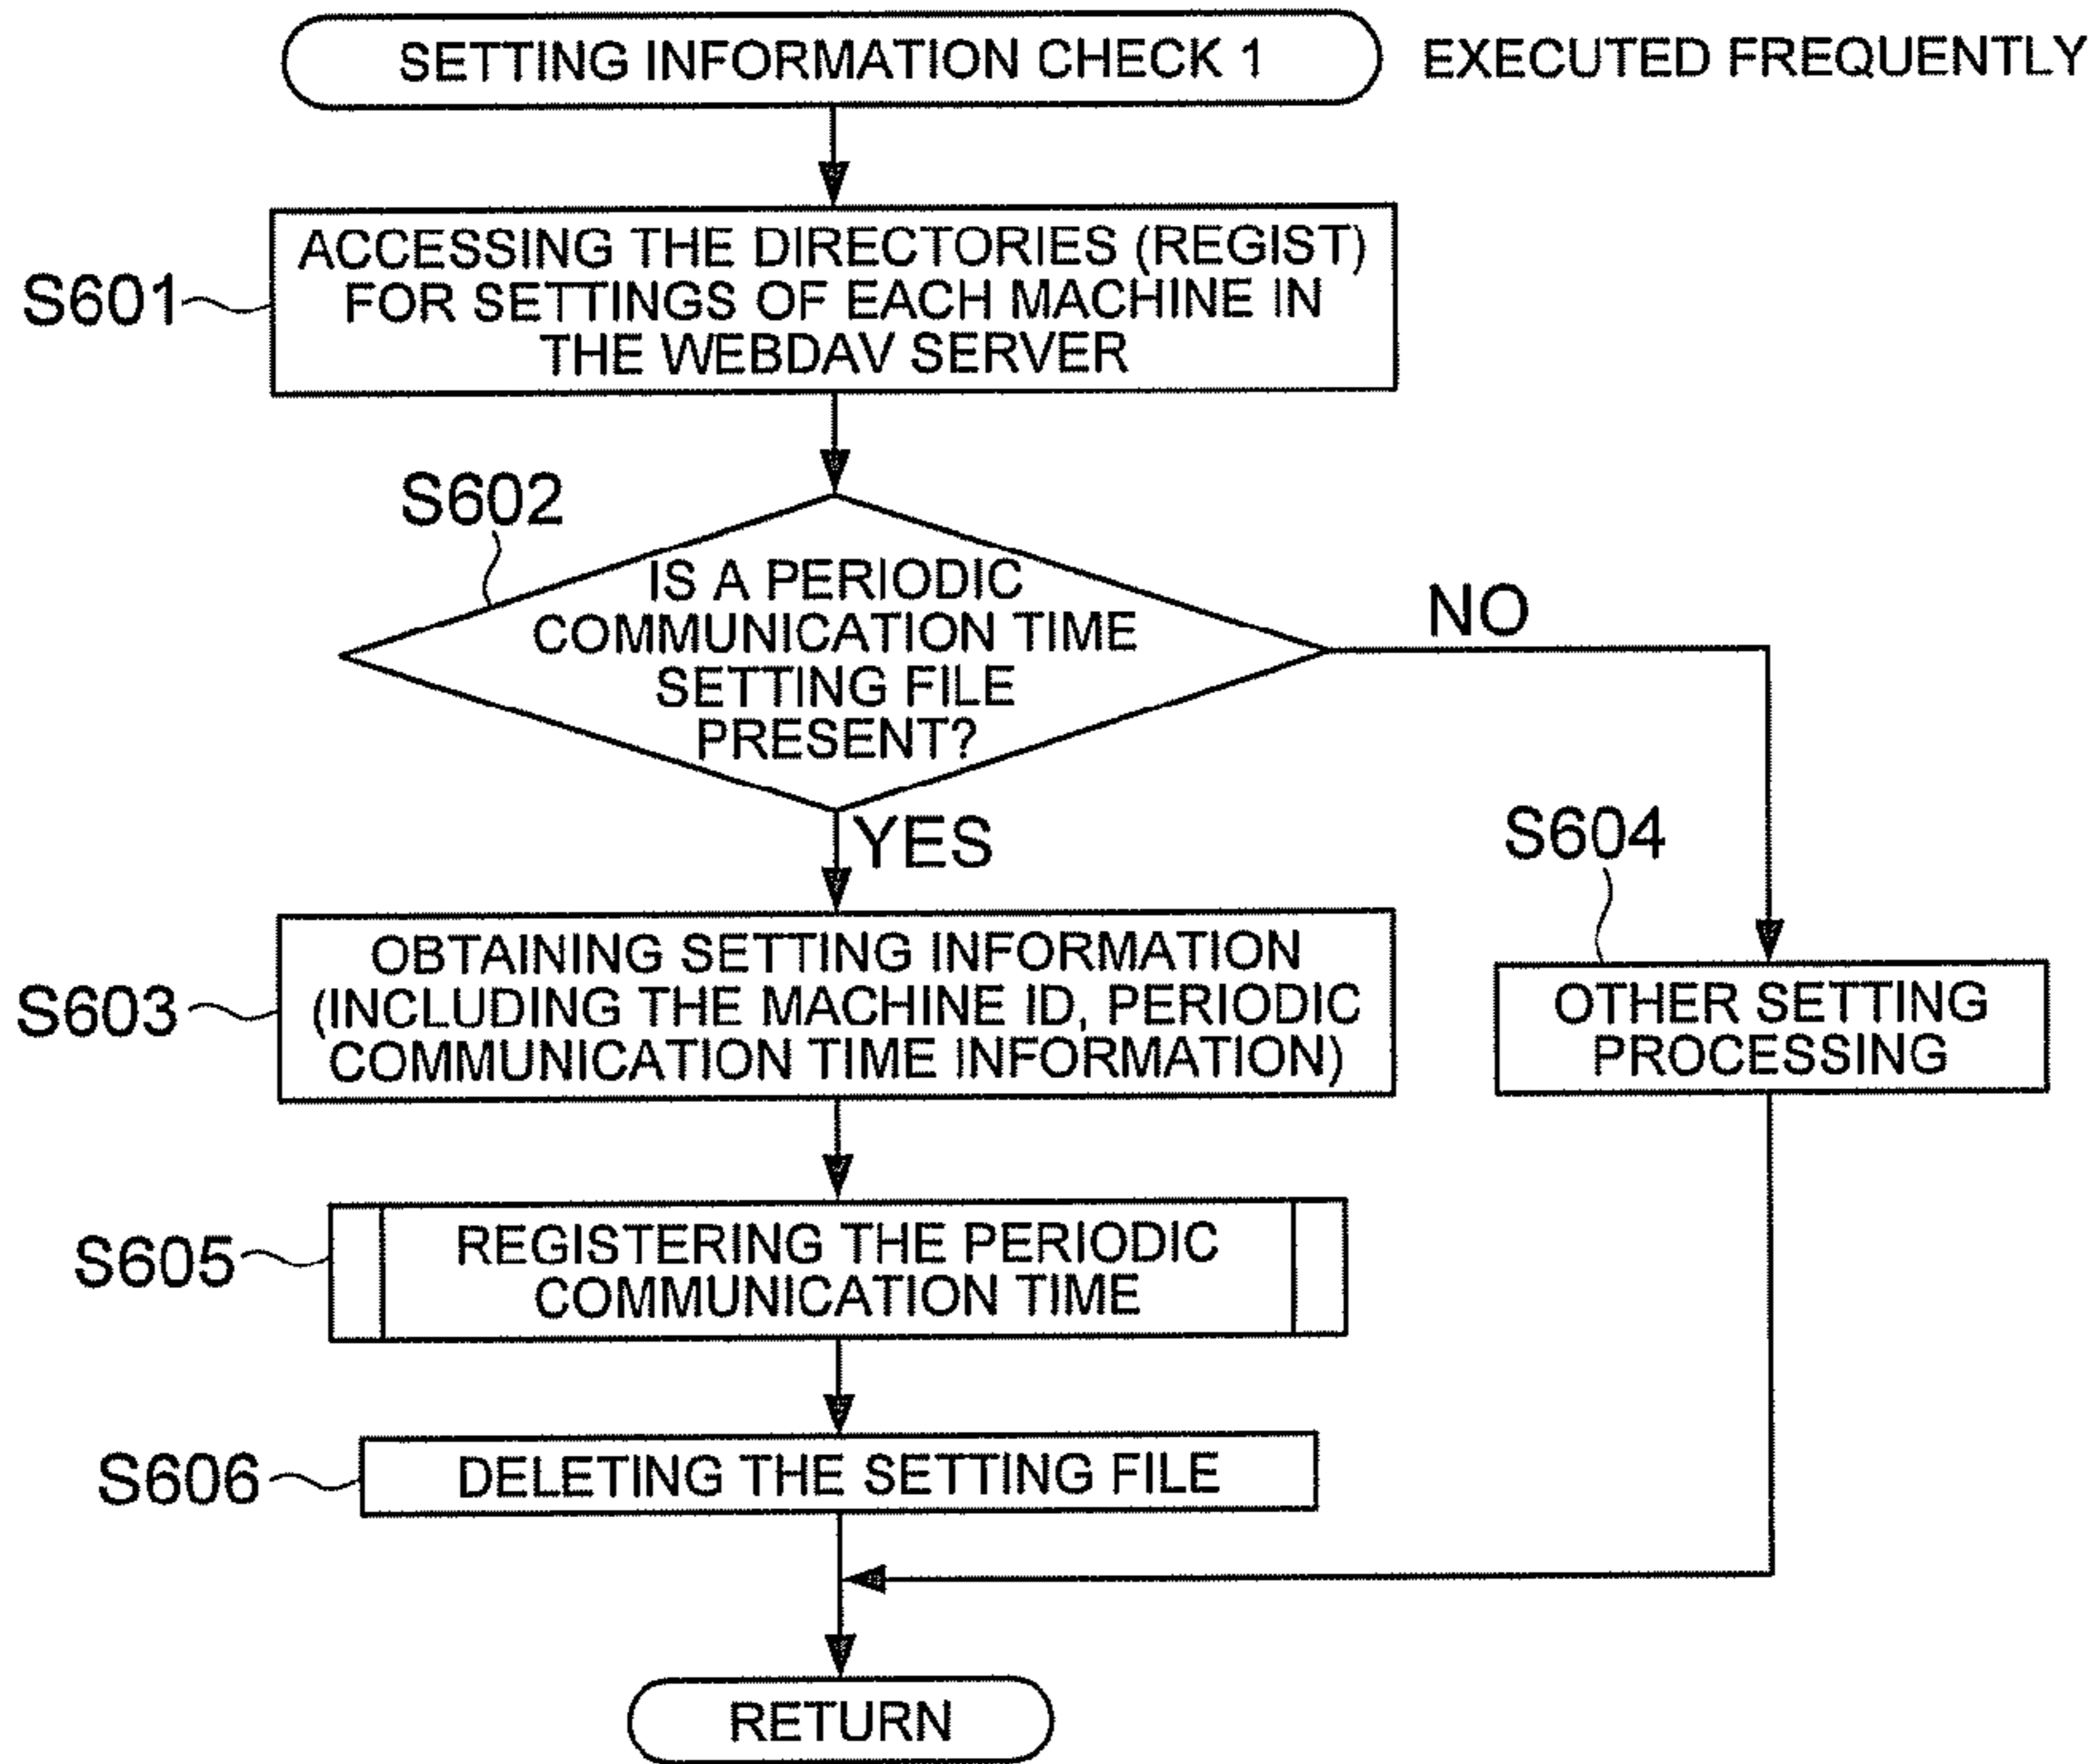 SETTING INFORMATION CHECK 1
EXECUTED FREQUENTLY
S601
ACCESSING THE DIRECTORIES (REGIST)
FOR SETTINGS OF EACH MACHINE IN
THE WEBDAV SERVER
S602
IS A PERIODIC
COMMUNICATION TIME
SETTING FILE
PRESENT?
NO
YES
S604
OTHER SETTING
PROCESSING
S603
OBTAINING SETTING INFORMATION
(INCLUDING THE MACHINE ID, PERIODIC
COMMUNICATION TIME INFORMATION)
S605
REGISTERING THE PERIODIC
COMMUNICATION TIME
S606
DELETING THE SETTING FILE
RETURN